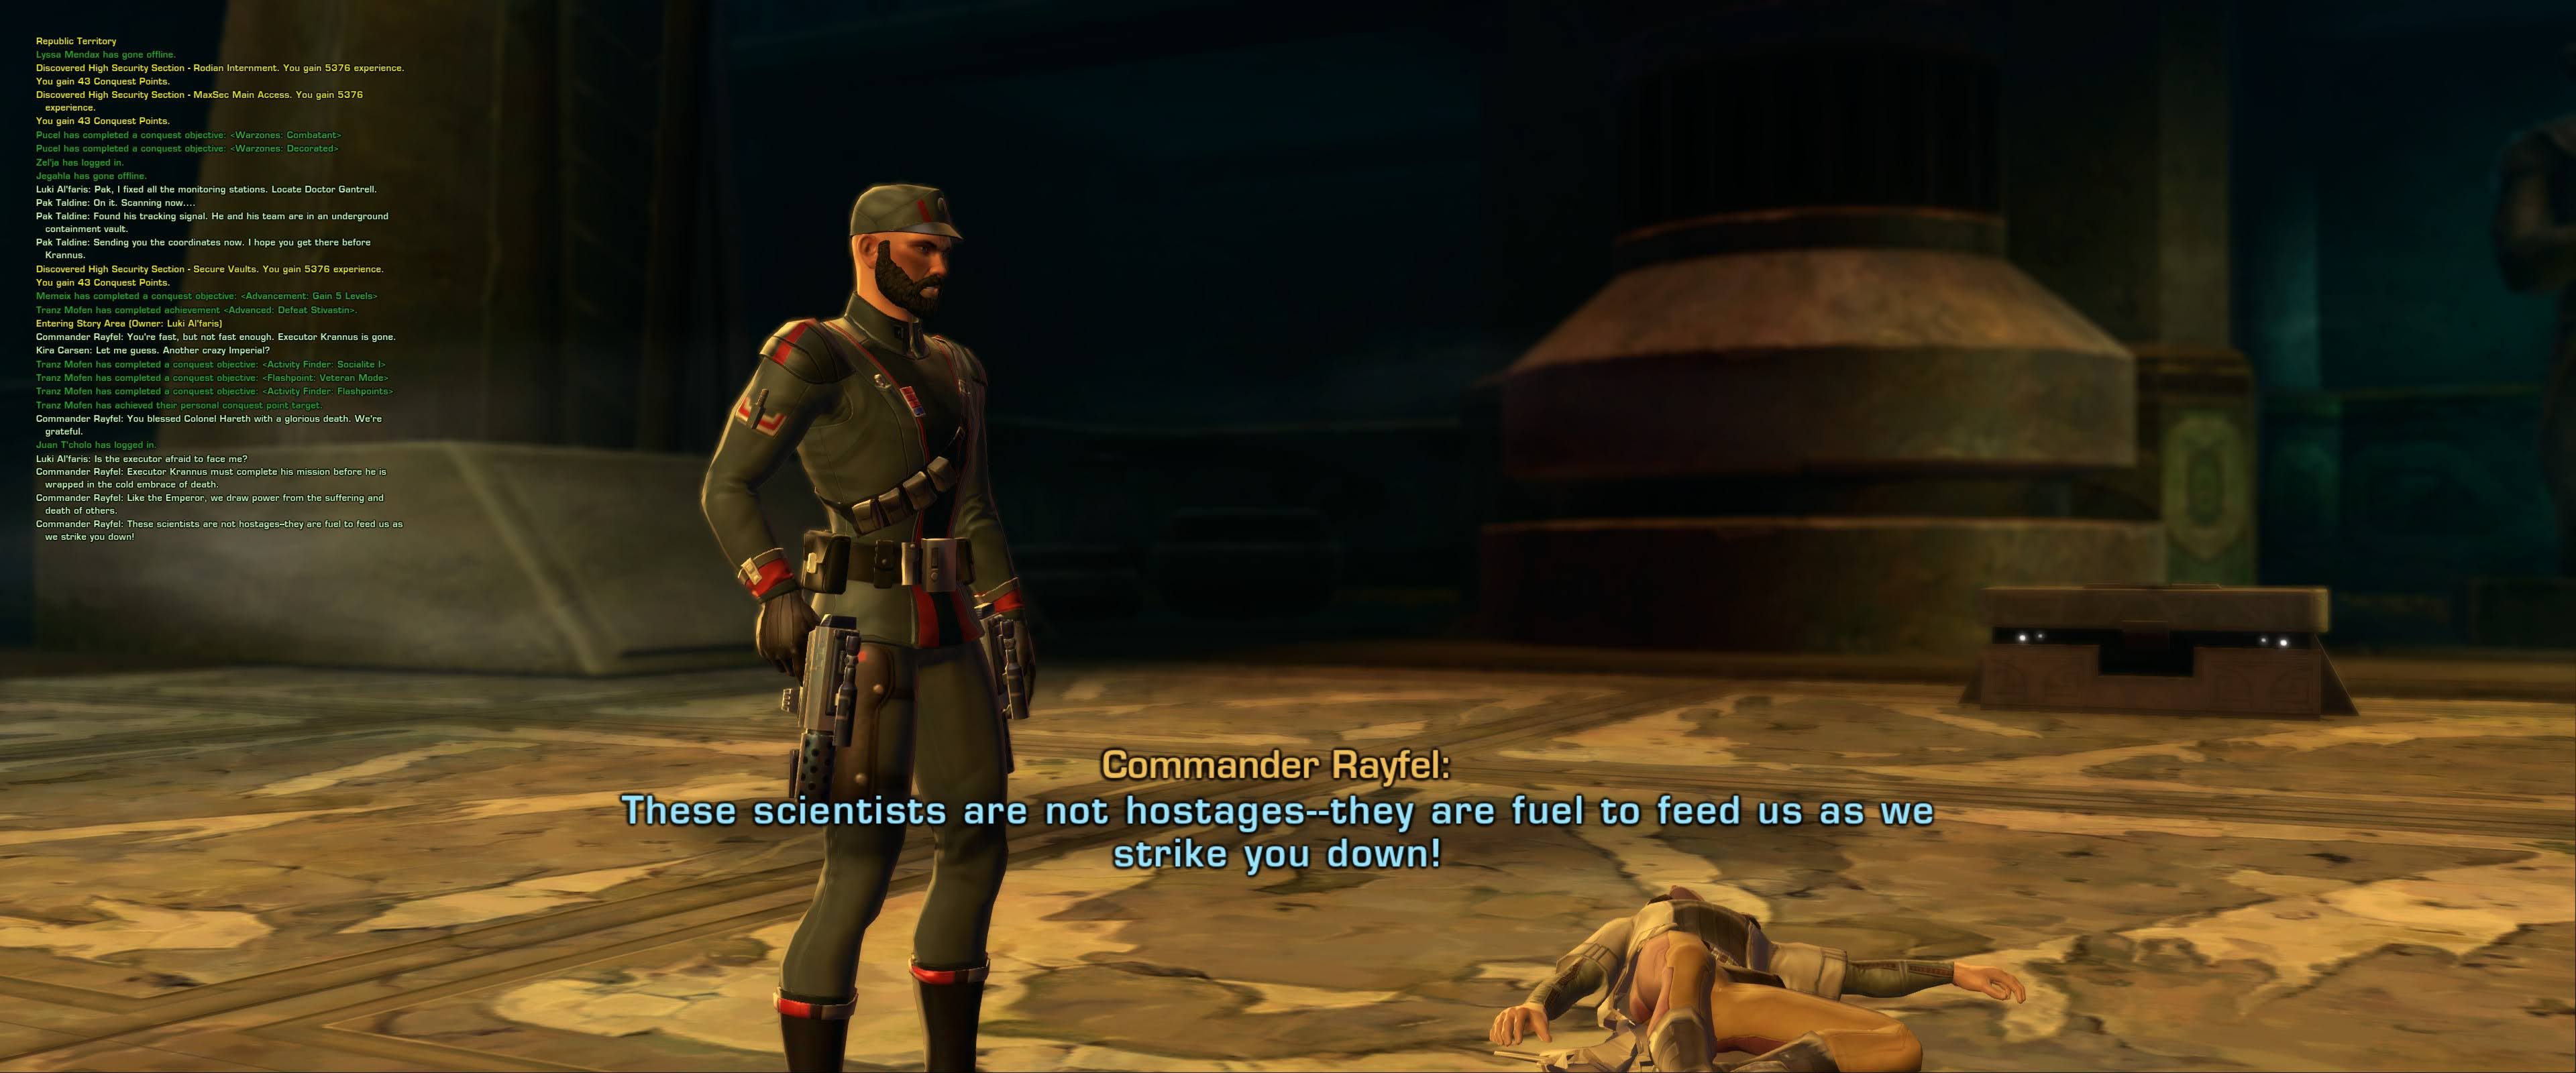 Republic Territory
Lyssa Mendax has gone offline.
Discovered High Security Section - Rodian Internment. You gain 5376 experience.
You gain 43 Conquest Points.
Discovered High Security Section - MaxSec Main Access. You gain 5376
experience.
You gain 43 Conquest Points.
Pucel has completed a conquest objective: <Warzones: Combatant>
Pucel has completed a conquest objective: <Warzones: Decorated>
Zel'ja has logged in.
Jegahla has gone offline.
Luki Al'faris: Pak, I fixed all the monitoring stations. Locate Doctor Gantrell.
Pak Taldine: On it. Scanning now....
Pak Taldine: Found his tracking signal. He and his team are in an underground
containment vault.
Pak Taldine: Sending you the coordinates now. I hope you get there before
Krannus.
Discovered High Security Section - Secure Vaults. You gain 5376 experience.
You gain 43 Conquest Points.
Memeix has completed a conquest objective: <Advancement: Gain 5 Levels>
Tranz Mofen has completed achievement <Advanced: Defeat Stivastin>.
Entering Story Area (Owner: Luki Al'faris)
Commander Rayfel: You're fast, but not fast enough. Executor Krannus is gone.
Kira Carsen: Let me guess. Another crazy Imperial?
Tranz Mofen has completed a conquest objective: <Activity Finder: Socialite I>
Tranz Mofen has completed a conquest objective: <Flashpoint: Veteran Mode>
Tranz Mofen has completed a conquest objective: <Activity Finder: Flashpoints>
Tranz Mofen has achieved their personal conquest point target.
Commander Rayfel: You blessed Colonel Hareth with a glorious death. We're
grateful.
Juan T'cholo has logged in.
Luki Al'faris: Is the executor afraid to face me?
Commander Rayfel: Executor Krannus must complete his mission before he is
wrapped in the cold embrace of death.
Commander Rayfel: Like the Emperor, we draw power from the suffering and
death of others.
Commander Rayfel: These scientists are not hostages--they are fuel to feed us as
we strike you down!
Commander Rayfel:
These scientists are not hostages--they are fuel to feed us as we
strike you down!